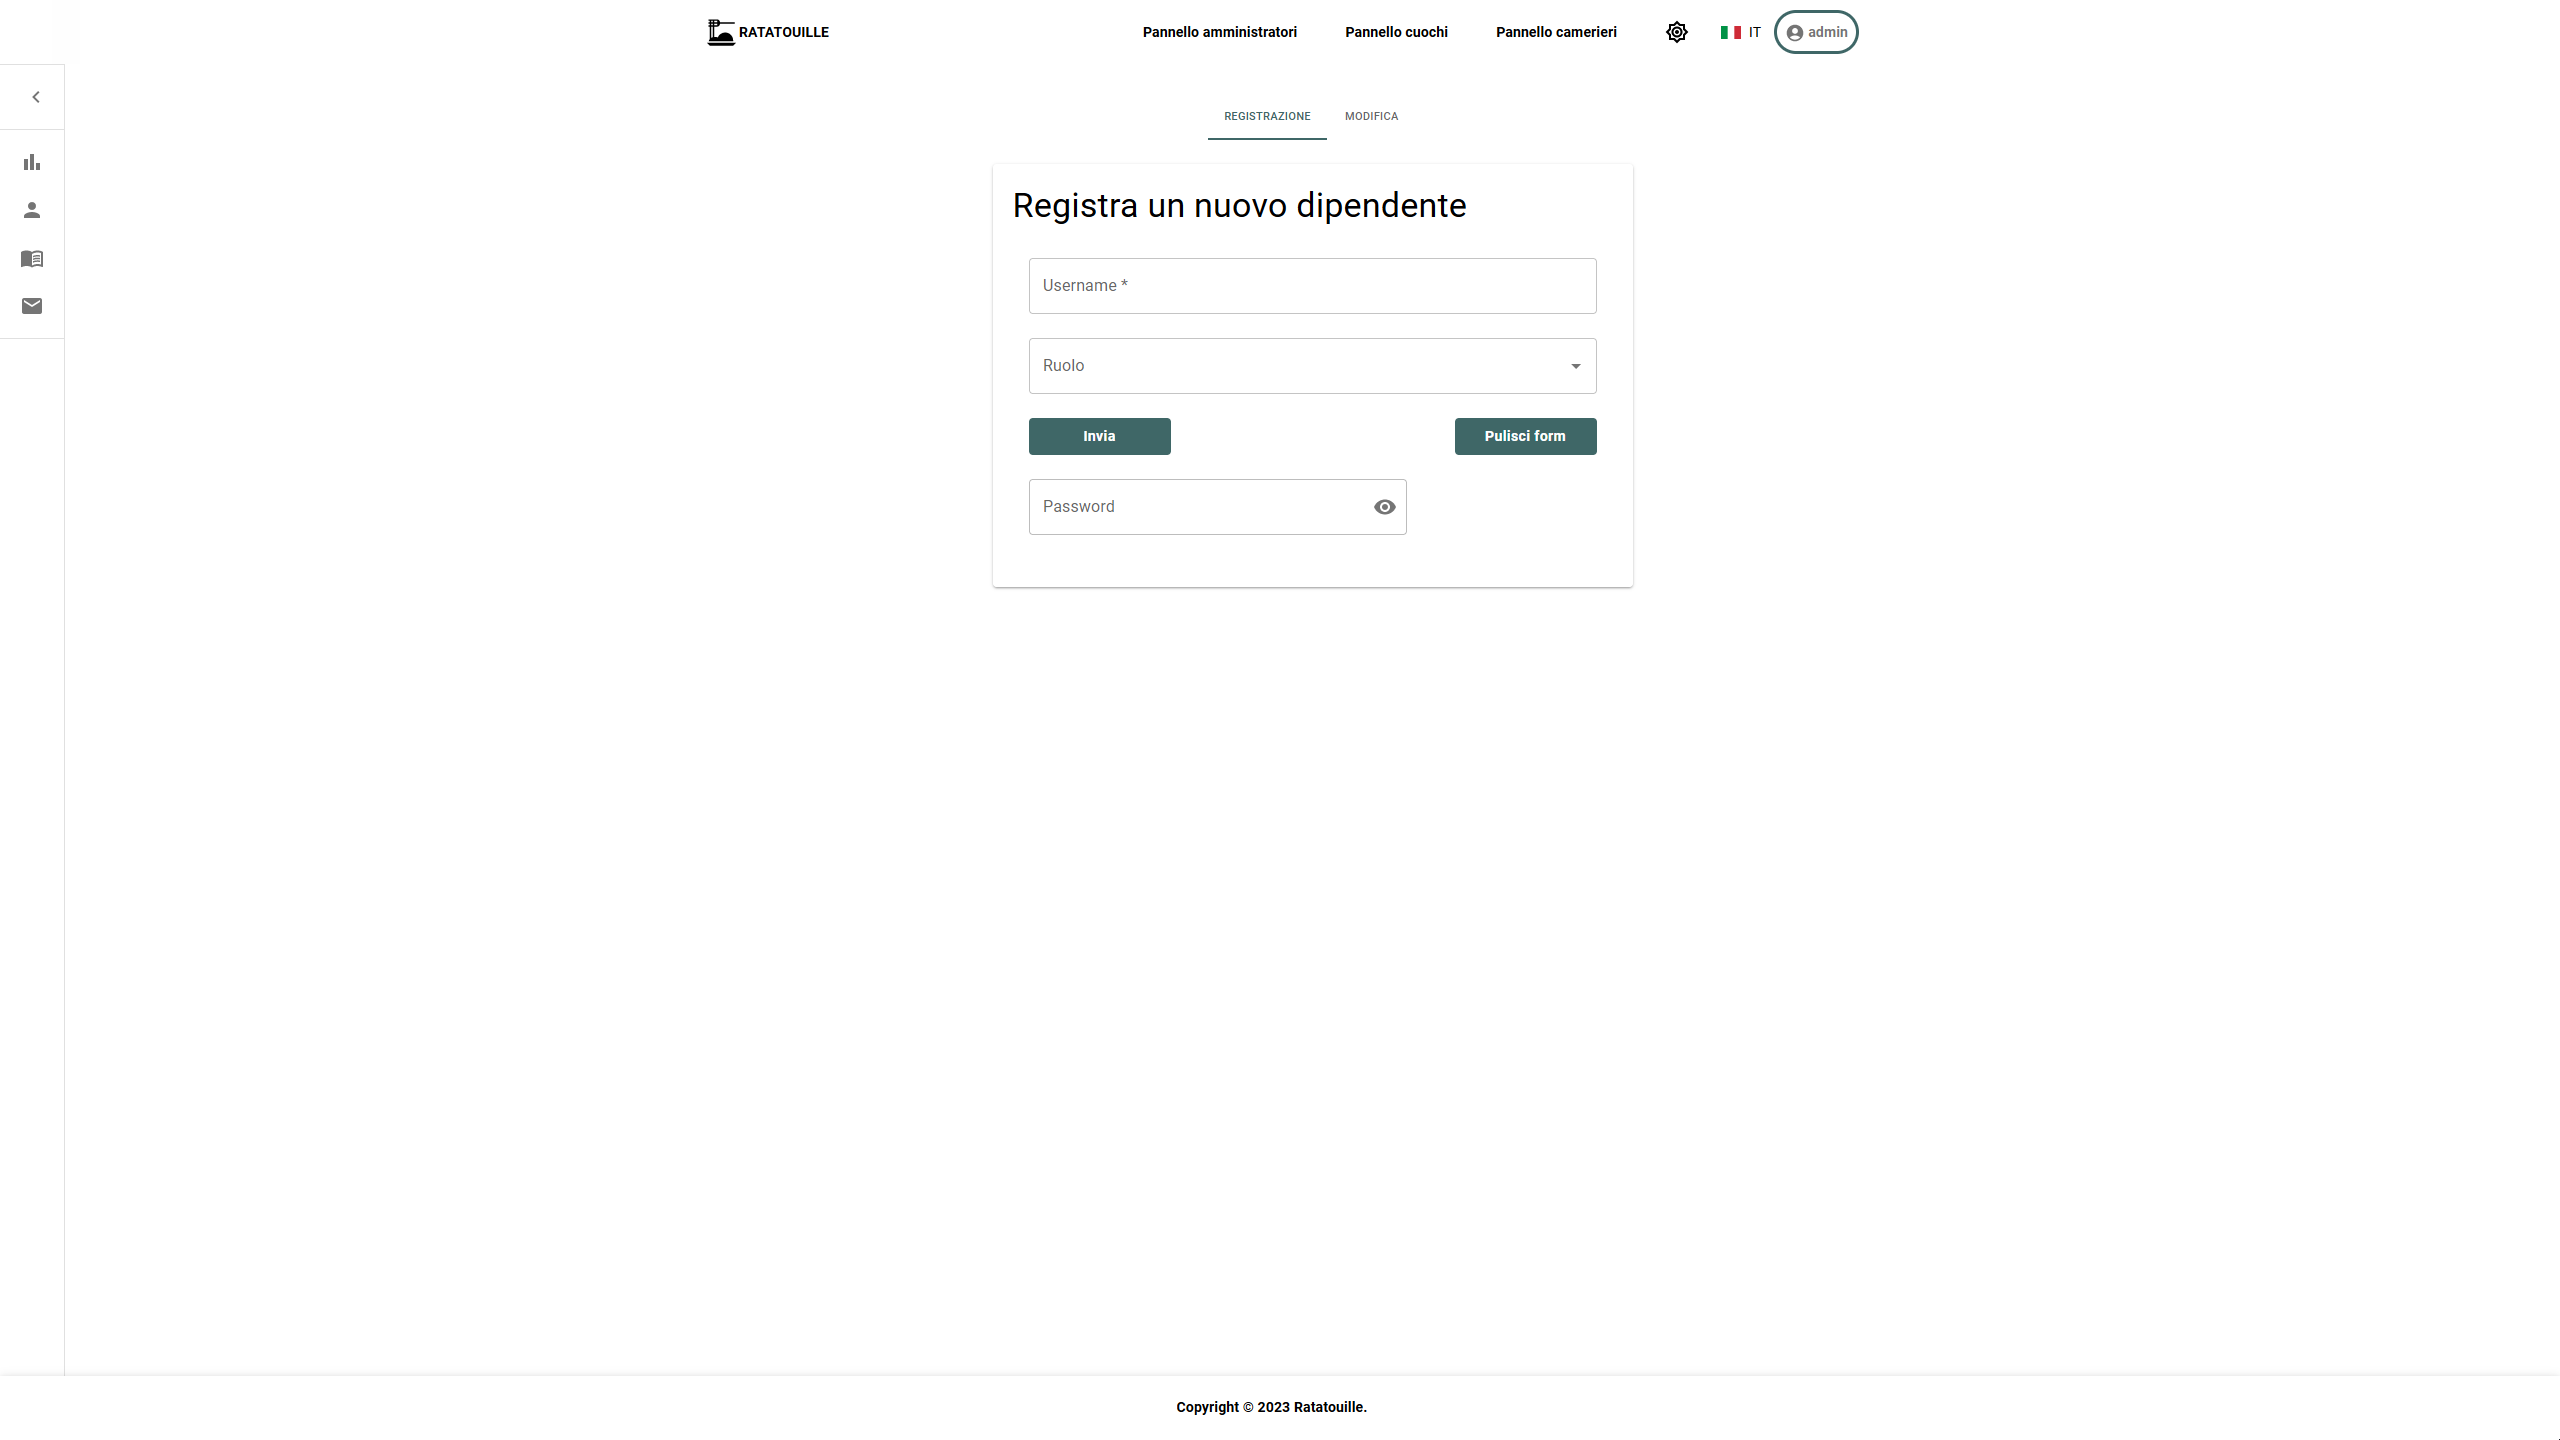 RATATOUILLE
Pannello amministratori
Pannello cuochi
Pannello camerieri
IT
admin
REGISTRAZIONE
MODIFICA
Registra un nuovo dipendente
Username *
Ruolo
Invia
Pulisci form
Password
Copyright © 2023 Ratatouille.